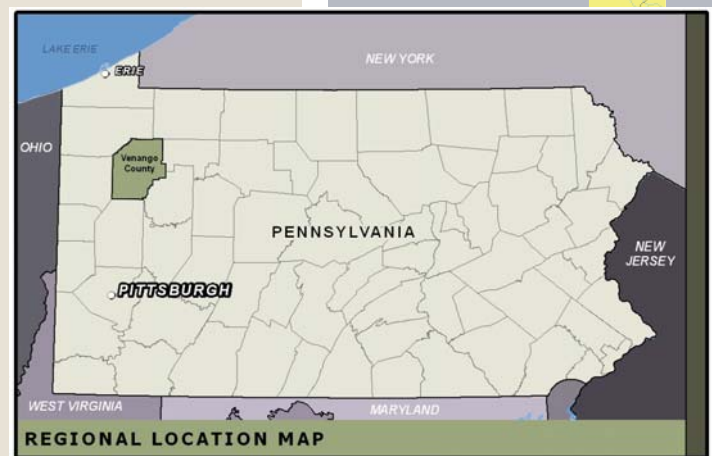 LAKE ERIE
ERIE
NEW YORK
OHIO
Venango
County
PENNSYLVANIA
NEW
JERSEY
PITTSBURGH
WEST VIRGINIA
MARYLAND
REGIONAL LOCATION MAP